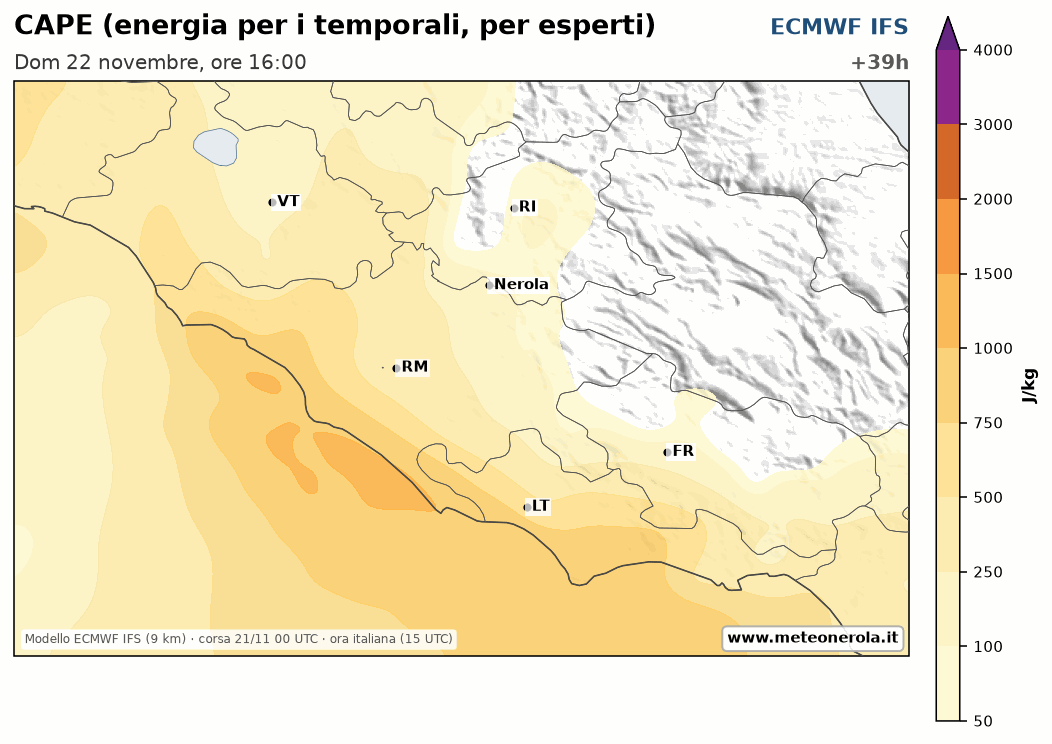 CAPE (energia per i temporali, per esperti)
ECMWF IFS
Dom 22 novembre, ore 16:00
+39h
VT
RI
Nerola
RM
FR
LT
Modello ECMWF IFS (9 km) · corsa 21/11 00 UTC · ora italiana (15 UTC)
www.meteonerola.it
4000
3000
2000
1500
1000
750
500
250
100
50
J/kg